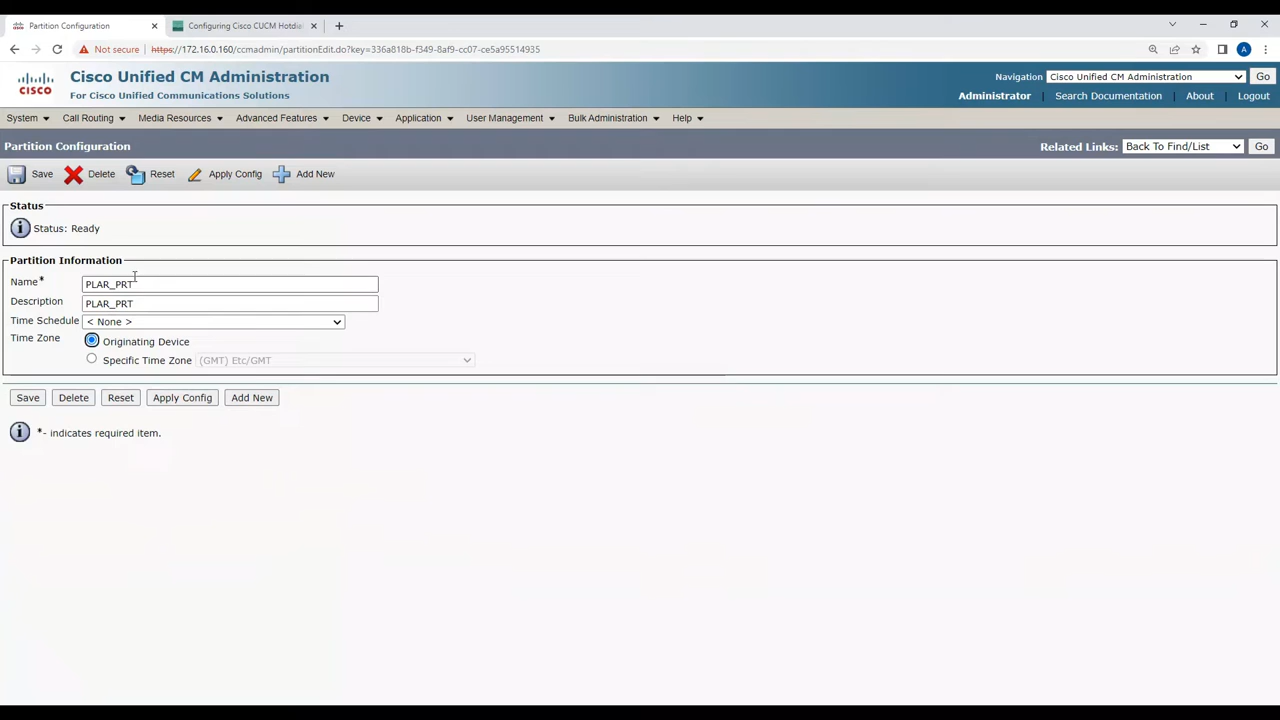 Partition Configuration
Configuring Cisco CUCM Hotdia
Not secure https://172.16.0.160/ccmadmin/partitionEdit.do?key=336a818b-f349-8af9-cc07-ce5a95514935
A
CISCO
Cisco Unified CM Administration
For Cisco Unified Communications Solutions
Navigation Cisco Unified CM Administration Go
Administrator | Search Documentation | About | Logout
System Call Routing Media Resources Advanced Features Device Application User Management Bulk Administration Help
Partition Configuration
Related Links: Back To Find/List Go
Save Delete Reset Apply Config Add New
Status
Status: Ready
Partition Information
Name* PLAR_PRT
Description PLAR_PRT
Time Schedule < None >
Time Zone Originating Device
Specific Time Zone (GMT) Etc/GMT
Save Delete Reset Apply Config Add New
*- indicates required item.